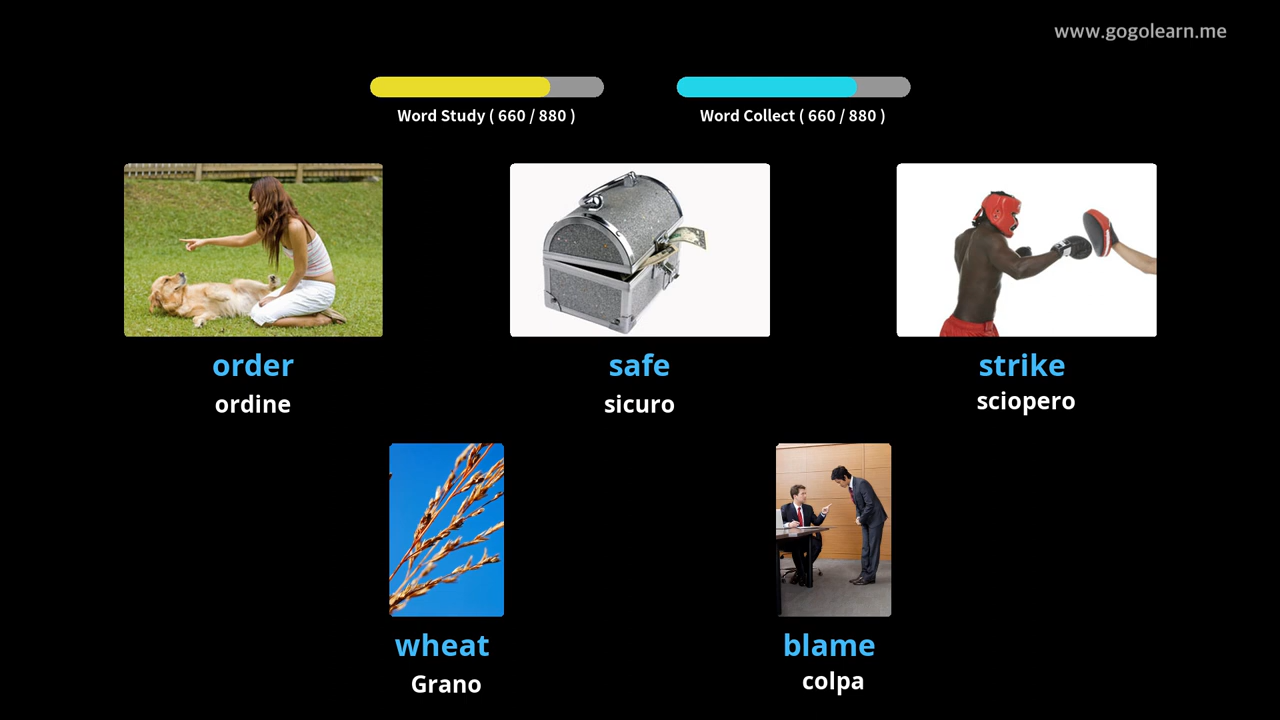 www.gogolearn.me
Word Study ( 660 / 880 )
Word Collect ( 660 / 880 )
order
ordine
safe
sicuro
strike
sciopero
wheat
Grano
blame
colpa